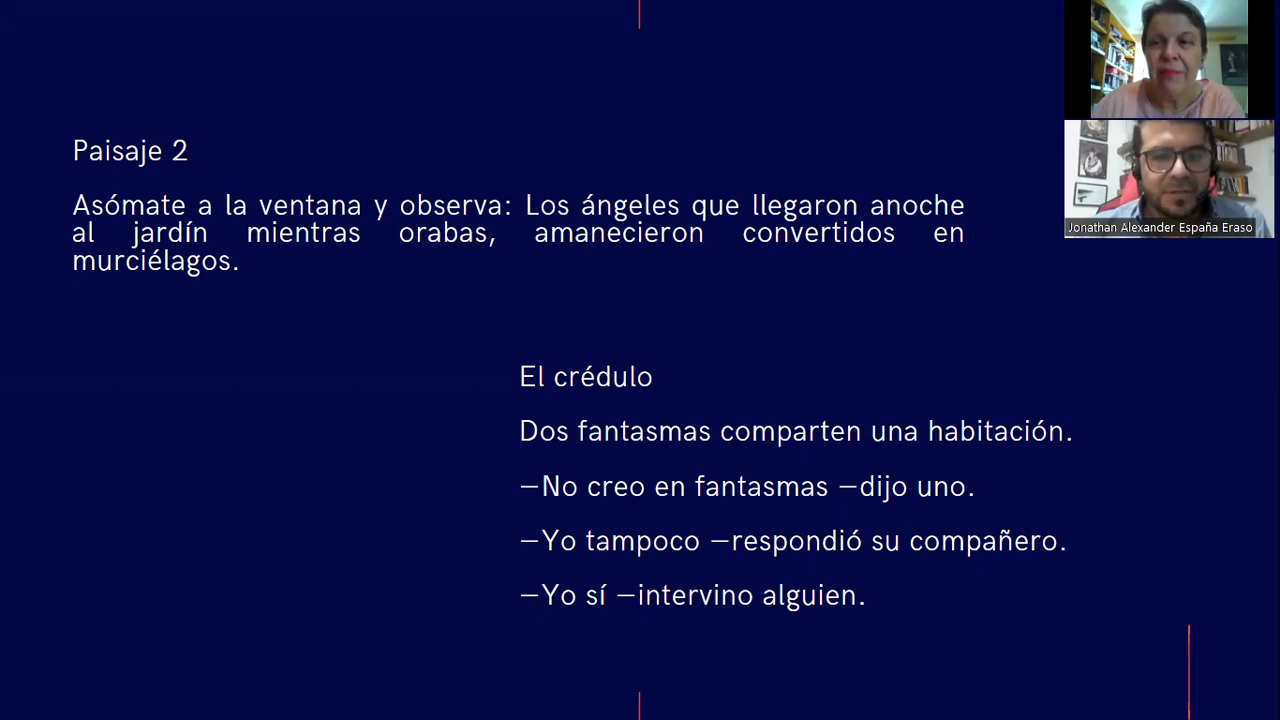 Paisaje 2
Asómate a la ventana y observa: Los ángeles que llegaron anoche
al jardín mientras orabas, amanecieron convertidos en
murciélagos.
El crédulo
Dos fantasmas comparten una habitación.
—No creo en fantasmas —dijo uno.
—Yo tampoco —respondió su compañero.
—Yo sí —intervino alguien.
Jonathan Alexander España Eraso